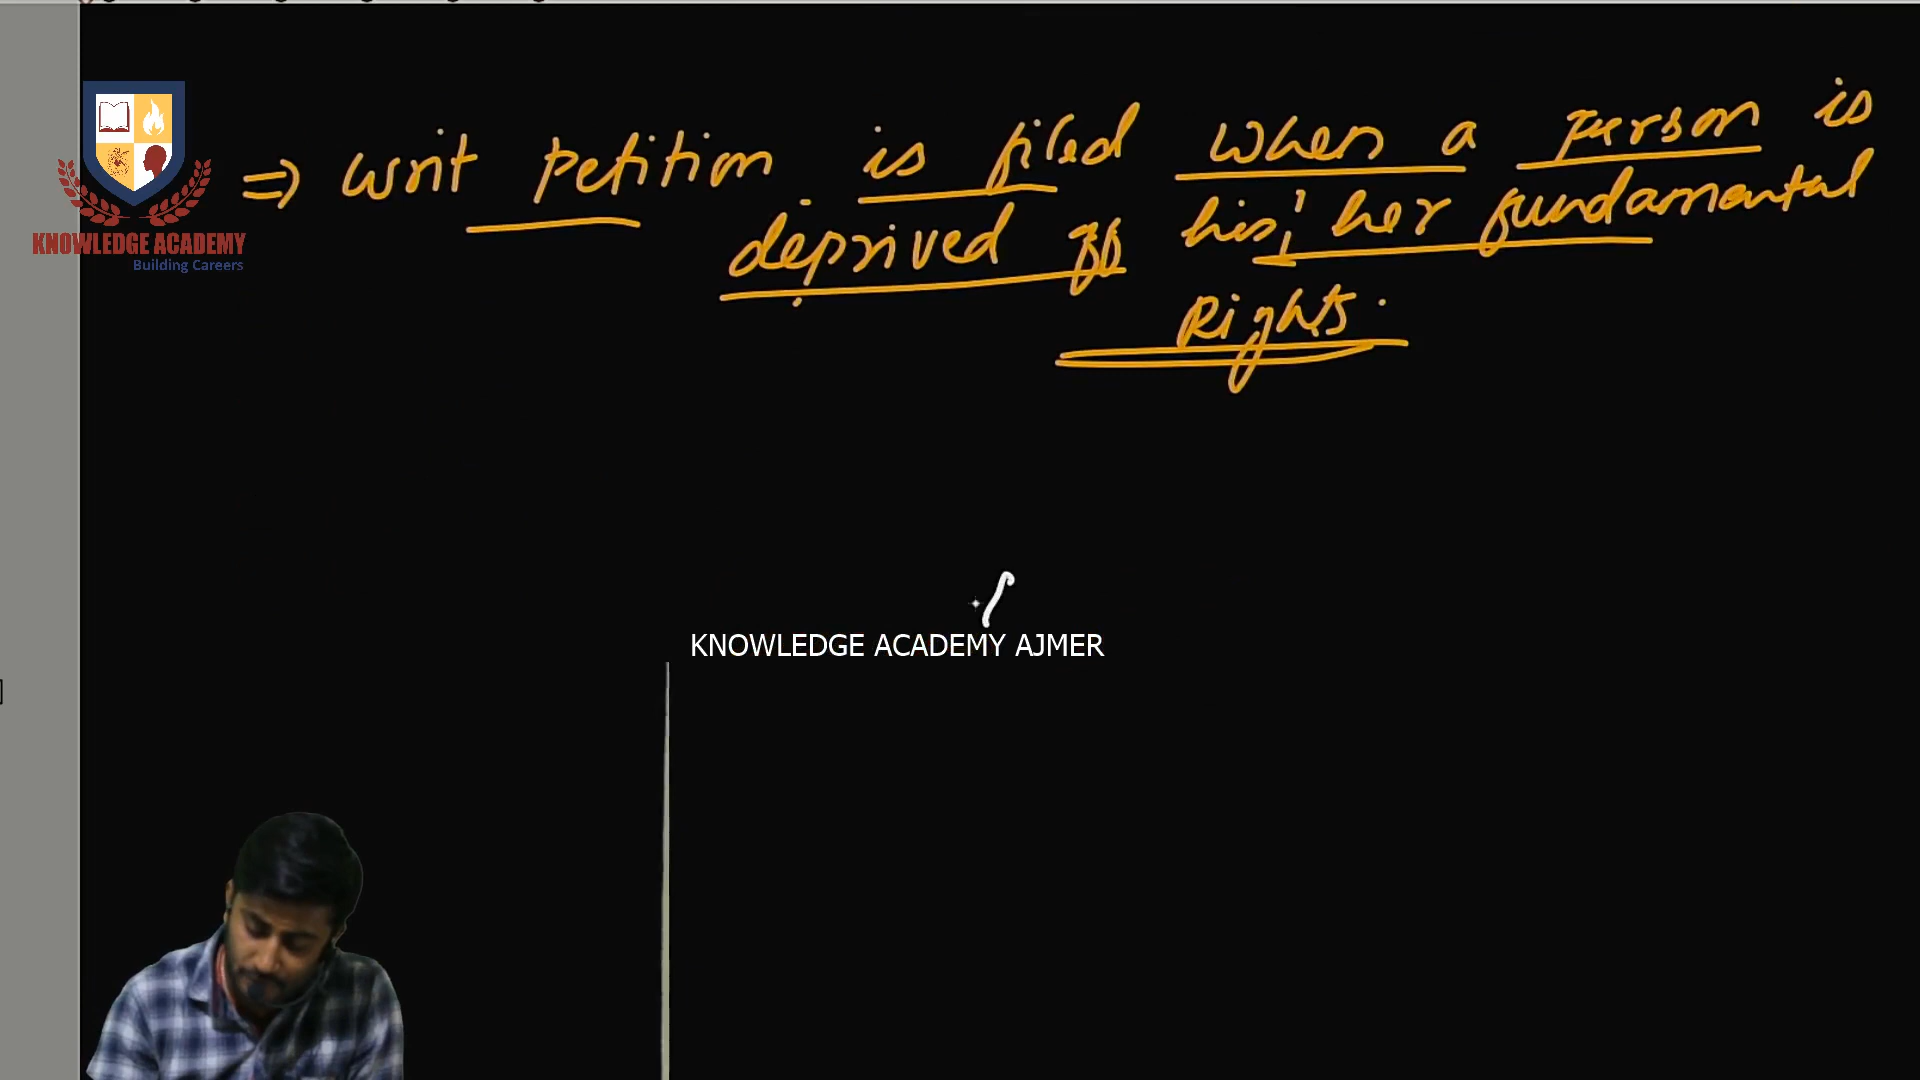 KNOWLEDGE ACADEMY
Building Careers
⇒ writ petition is filed when a person is
deprived of his/her fundamental
Rights.
KNOWLEDGE ACADEMY AJMER